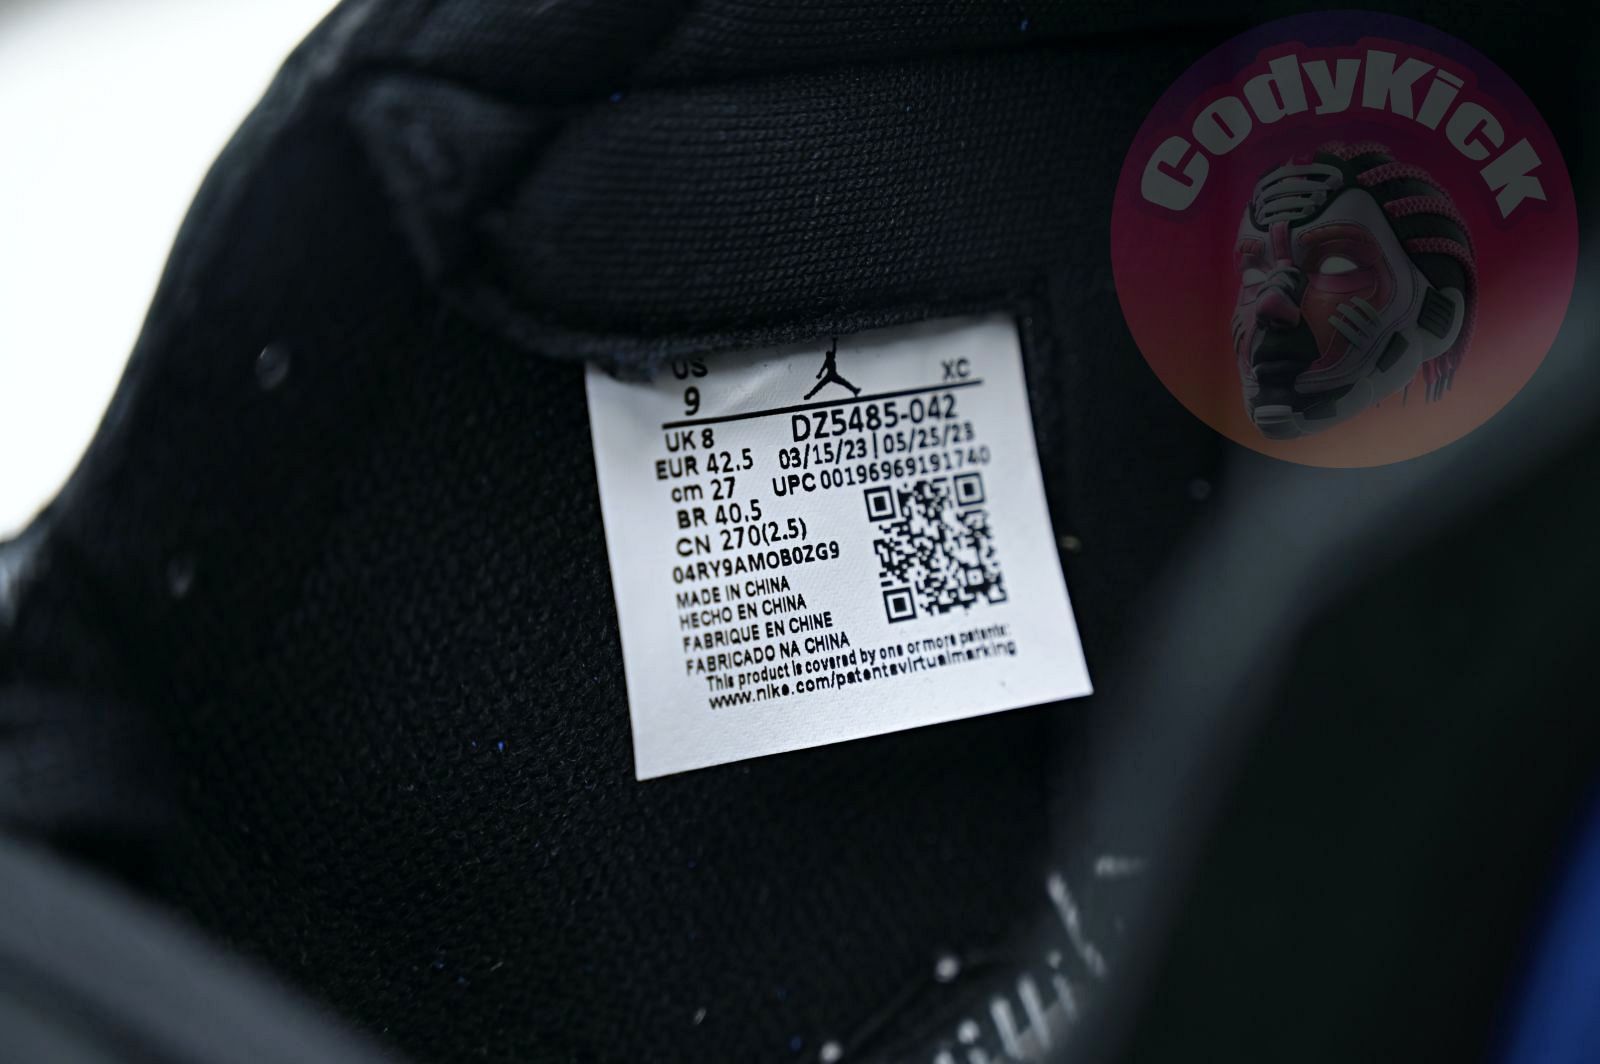 CodyKick
US
XC
9
DZ5485-042
UK 8
03/15/23 | 05/25/23
EUR 42.5
UPC 00196969191740
cm 27
BR 40.5
CN 270(2.5)
04RY9AMOB0ZG9
MADE IN CHINA
HECHO EN CHINA
FABRIQUE EN CHINE
FABRICADO NA CHINA
This product is covered by one or more patents:
www.nike.com/patentsvirtualmarking